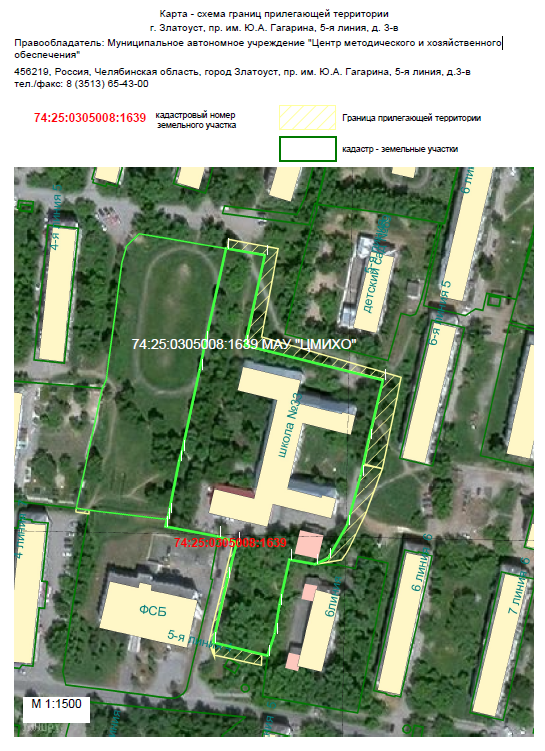 Карта - схема границ прилегающей территории
г. Златоуст, пр. им. Ю.А. Гагарина, 5-я линия, д. 3-в
Правообладатель: Муниципальное автономное учреждение "Центр методического и хозяйственного
обеспечения"
456219, Россия, Челябинская область, город Златоуст, пр. им. Ю.А. Гагарина, 5-я линия, д.3-в
тел./факс: 8 (3513) 65-43-00
74:25:0305008:1639
кадастровый номер
земельного участка
Граница прилегающей территории
кадастр - земельные участки
4-я линия
детский сад
6 линия
6-я линия 5
74:25:0305008:1639 МАУ "ЦМИХО"
школа №33
4 линия
74:25:0305008:1639
ФСБ
5-я линия
6линия
6 линия
7 линия
М 1:1500